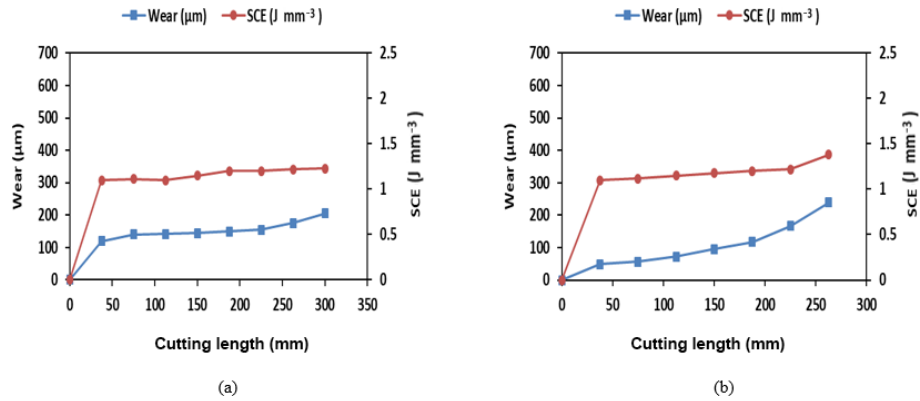 Wear (µm) SCE (J mm⁻³)
700
600
500
400
300
200
100
0
Wear (µm)
2.5
2
1.5
1
0.5
0
SCE (J mm⁻³)
0 50 100 150 200 250 300 350
Cutting length (mm)
(a)
Wear (µm) SCE (J mm⁻³)
700
600
500
400
300
200
100
0
Wear (µm)
2.5
2
1.5
1
0.5
0
SCE (J mm⁻³)
0 50 100 150 200 250 300
Cutting length (mm)
(b)